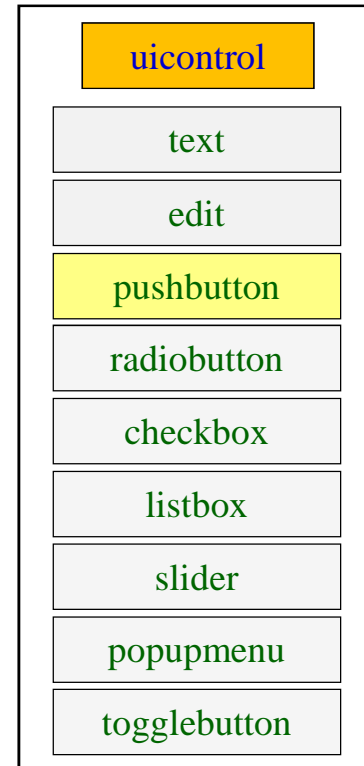 uicontrol
text
edit
pushbutton
radiobutton
checkbox
listbox
slider
popupmenu
togglebutton